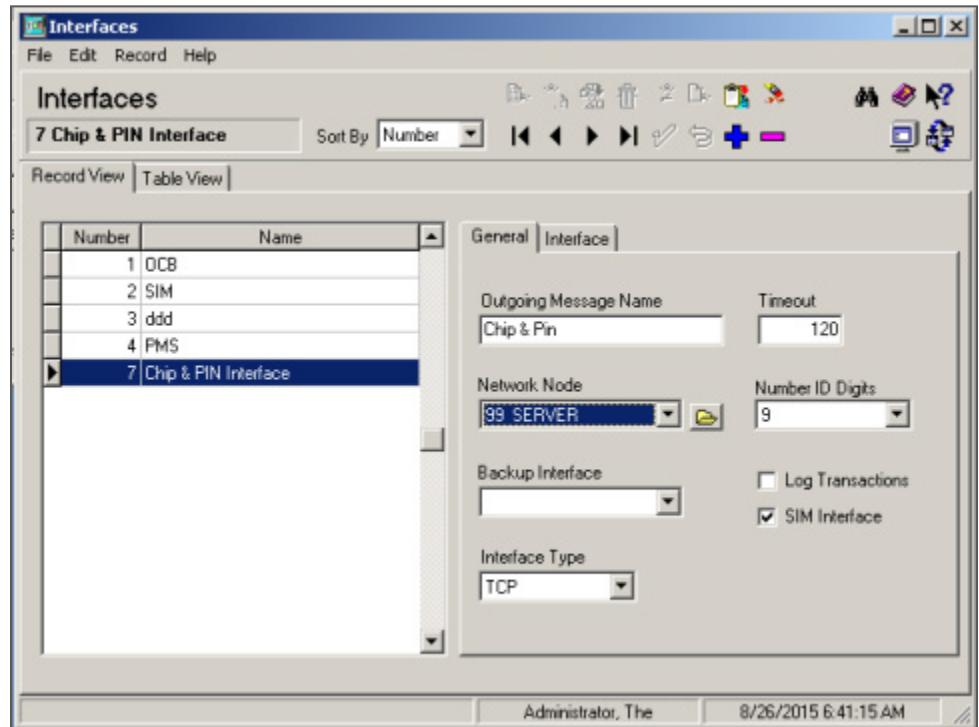 Interfaces
File Edit Record Help
Interfaces
7 Chip & PIN Interface
Sort By Number
Record View Table View
Number Name
1 OCB
2 SIM
3 ddd
4 PMS
7 Chip & PIN Interface
General Interface
Outgoing Message Name Timeout
Chip & Pin 120
Network Node Number ID Digits
99 SERVER 9
Backup Interface
Log Transactions
SIM Interface
Interface Type
TCP
Administrator, The 8/26/2015 6:41:15 AM